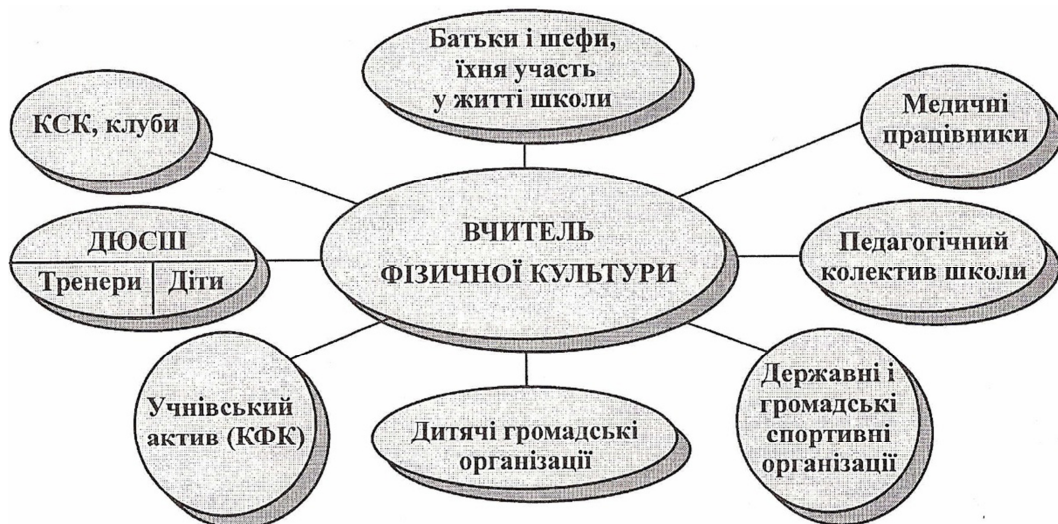 Батьки і шефи,
їхня участь
у житті школи
КСК, клуби
Медичні
працівники
ВЧИТЕЛЬ
ФІЗИЧНОЇ КУЛЬТУРИ
ДЮСШ
Тренери
Діти
Педагогічний
колектив школи
Учнівський
актив (КФК)
Дитячі громадські
організації
Державні і
громадські
спортивні
організації